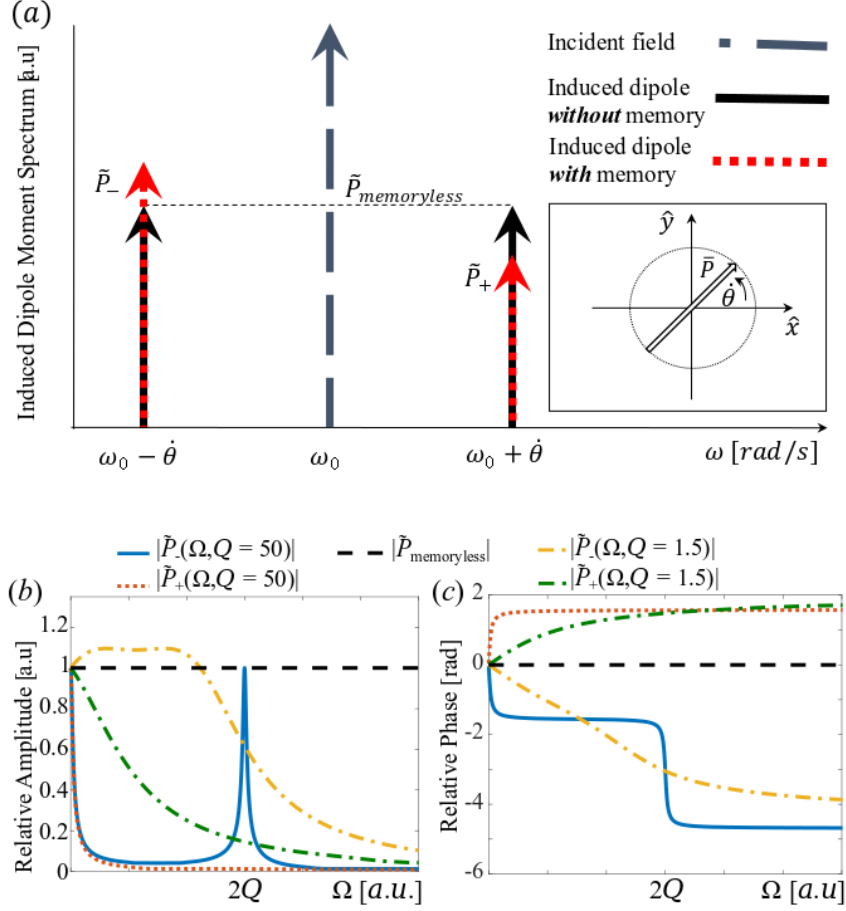 (a)
Induced Dipole Moment Spectrum [a.u]
Incident field
Induced dipole
without memory
Induced dipole
with memory
P̃₋
P̃memoryless
P̃₊
ŷ
P̄
θ̇
x̂
ω₀ − θ̇
ω₀
ω₀ + θ̇
ω [rad/s]
|P̃₋(Ω,Q = 50)|
|P̃memoryless|
|P̃₋(Ω,Q = 1.5)|
|P̃₊(Ω,Q = 50)|
|P̃₊(Ω,Q = 1.5)|
(b)
Relative Amplitude [a.u]
1.2
1
0.8
0.6
0.4
0.2
0
2Q
Ω [a.u.]
(c)
Relative Phase [rad]
2
0
-2
-4
-6
2Q
Ω [a.u]